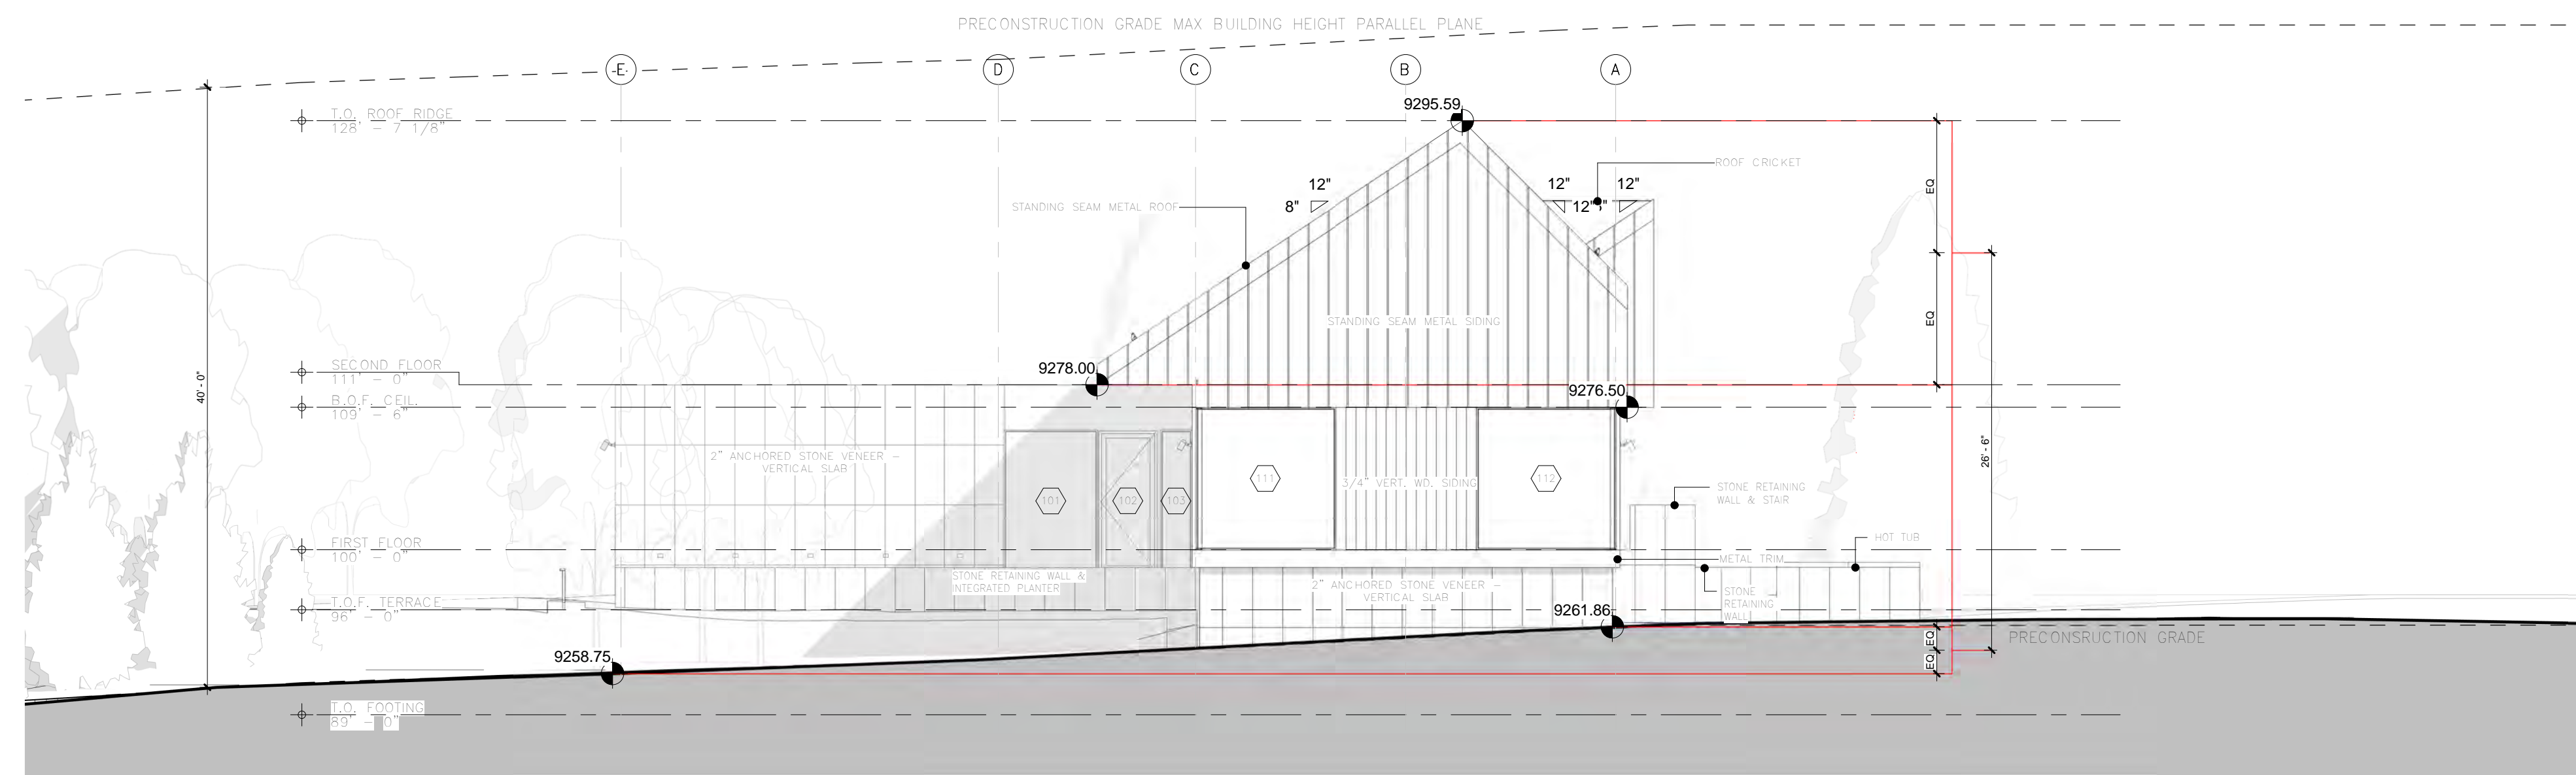 PRECONSTRUCTION GRADE MAX BUILDING HEIGHT PARALLEL PLANE
E
D
C
B
A
T.O. ROOF RIDGE
128' - 7 1/8"
9295.59
ROOF CRICKET
12"
12"
12"
STANDING SEAM METAL ROOF
8"
12"
EQ
EQ
STANDING SEAM METAL SIDING
SECOND FLOOR
111' - 0"
9278.00
9276.50
B.O.F. CEIL.
109' - 6"
40' - 0"
26' - 6"
2" ANCHORED STONE VENEER -
VERTICAL SLAB
101
102
103
111
3/4" VERT. WD. SIDING
112
STONE RETAINING
WALL & STAIR
FIRST FLOOR
100' - 0"
HOT TUB
METAL TRIM
STONE RETAINING WALL &
INTEGRATED PLANTER
2" ANCHORED STONE VENEER -
VERTICAL SLAB
STONE
RETAINING
WALL
T.O.F. TERRACE
96' - 0"
9261.86
PRECONSRUCTION GRADE
EQ
EQ
9258.75
T.O. FOOTING
89' - 0"